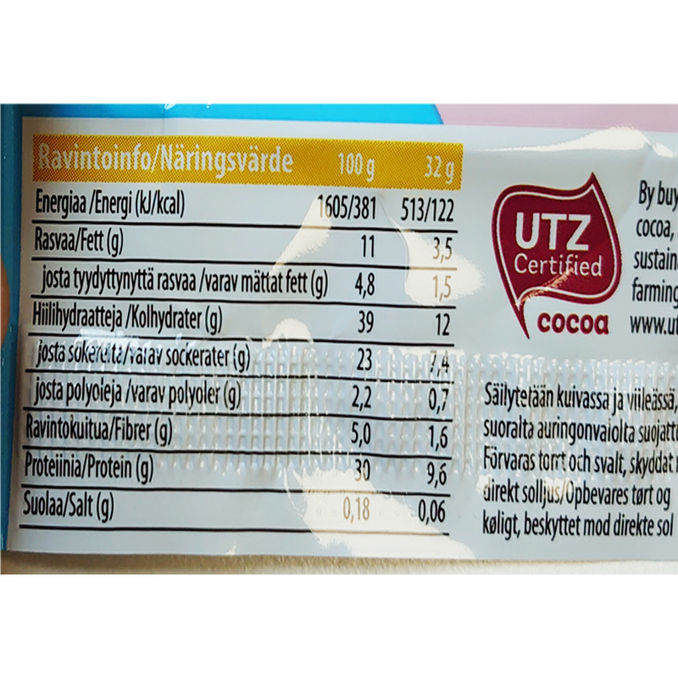 Ravintoinfo/Näringsvärde 100 g 32 g
Energiaa /Energi (kJ/kcal) 1605/381 513/122
Rasvaa/Fett (g) 11 3,5
josta tyydyttynyttä rasvaa /varav mättat fett (g) 4,8 1,5
Hiilihydraatteja /Kolhydrater (g) 39 12
josta sokereita/varav sockerater (g) 23 7,4
josta polyoleja /varav polyoler (g) 2,2 0,7
Ravintokuitua/Fibrer (g) 5,0 1,6
Proteiinia/Protein (g) 30 9,6
Suolaa/Salt (g) 0,18 0,06
UTZ
Certified
cocoa
By buy
cocoa,
sustain
farming
www.ut
Säilytetään kuivassa ja viileässä,
suoralta auringonvalolta suojatt
Förvaras torrt och svalt, skyddat
direkt solljus/Opbevares tørt og
køligt, beskyttet mod direkte sol